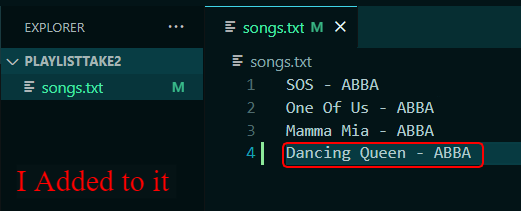 EXPLORER ...
PLAYLISTTAKE2
songs.txt M
I Added to it
songs.txt M
songs.txt
1 SOS - ABBA
2 One Of Us - ABBA
3 Mamma Mia - ABBA
4 Dancing Queen - ABBA